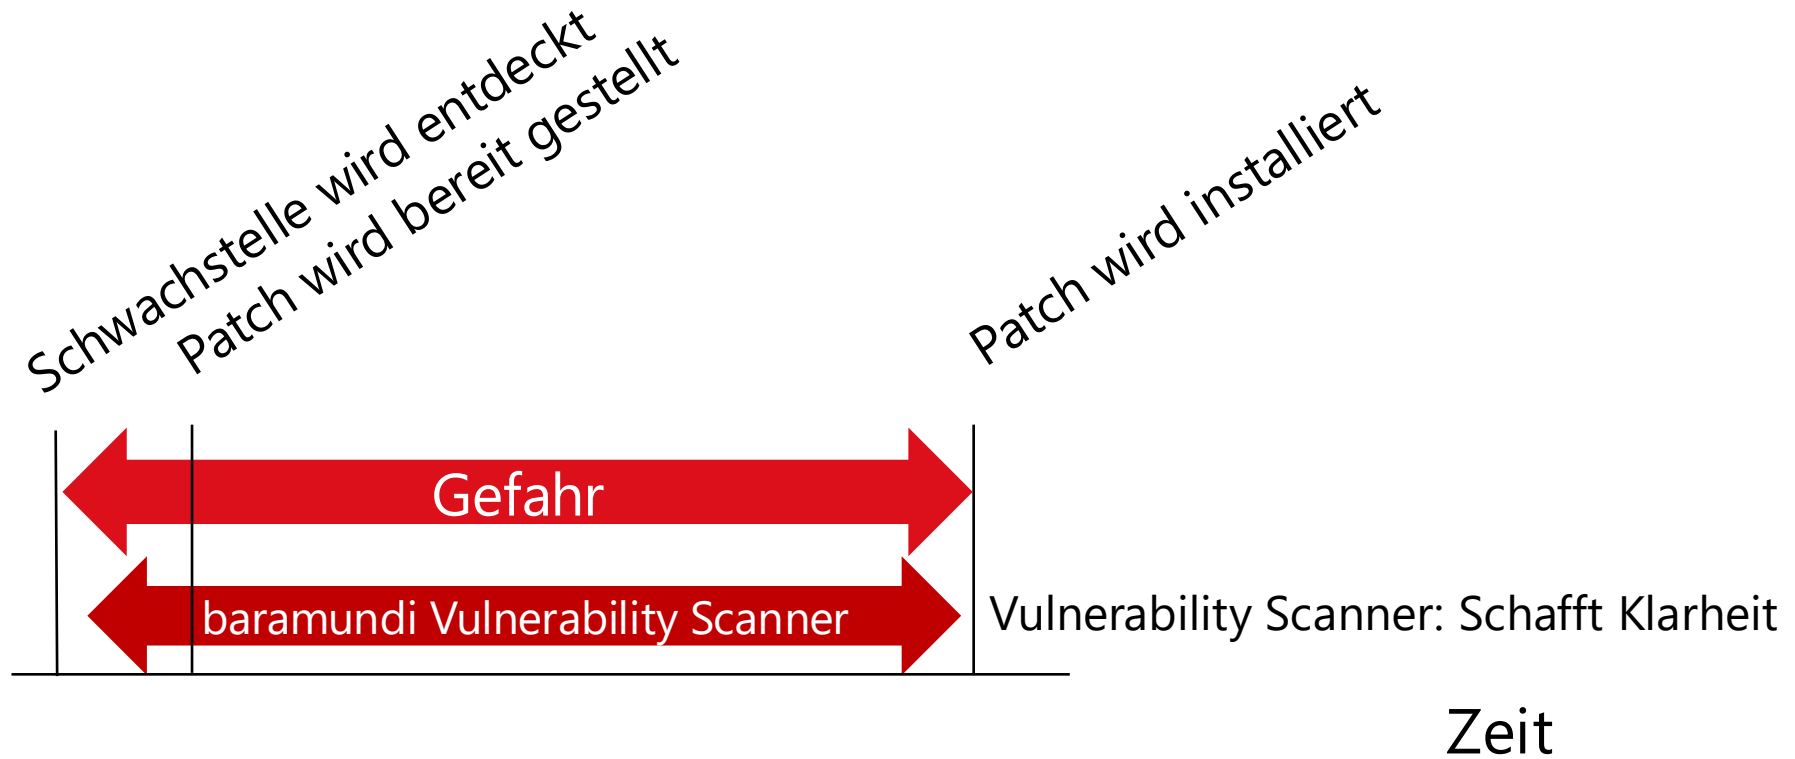 Schwachstelle wird entdeckt
Patch wird bereit gestellt
Patch wird installiert
Gefahr
baramundi Vulnerability Scanner
Vulnerability Scanner: Schafft Klarheit
Zeit